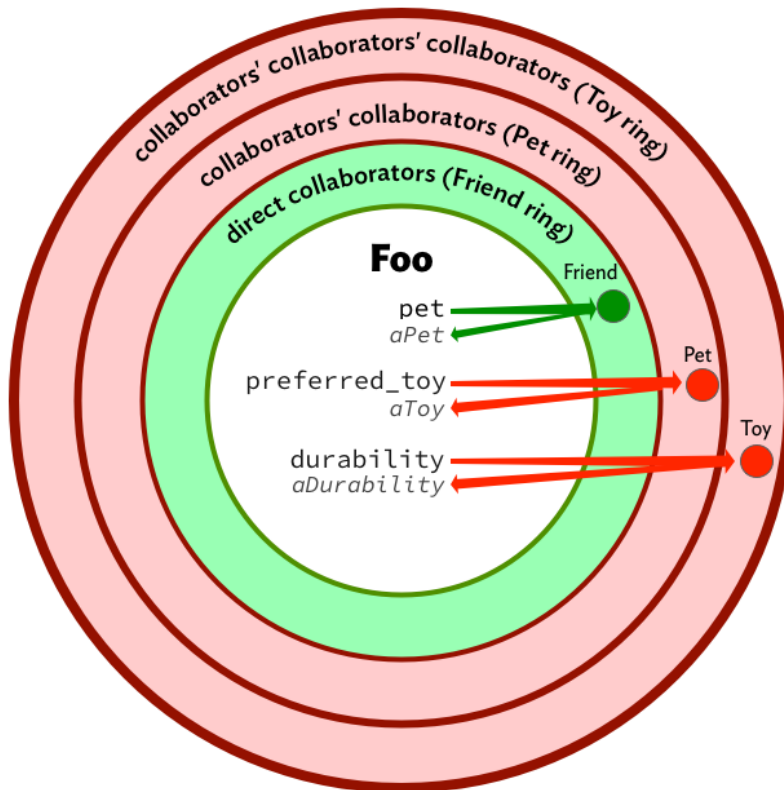 collaborators' collaborators' collaborators (Toy ring)
collaborators' collaborators (Pet ring)
direct collaborators (Friend ring)
Foo
Friend
pet
aPet
Pet
preferred_toy
aToy
Toy
durability
aDurability